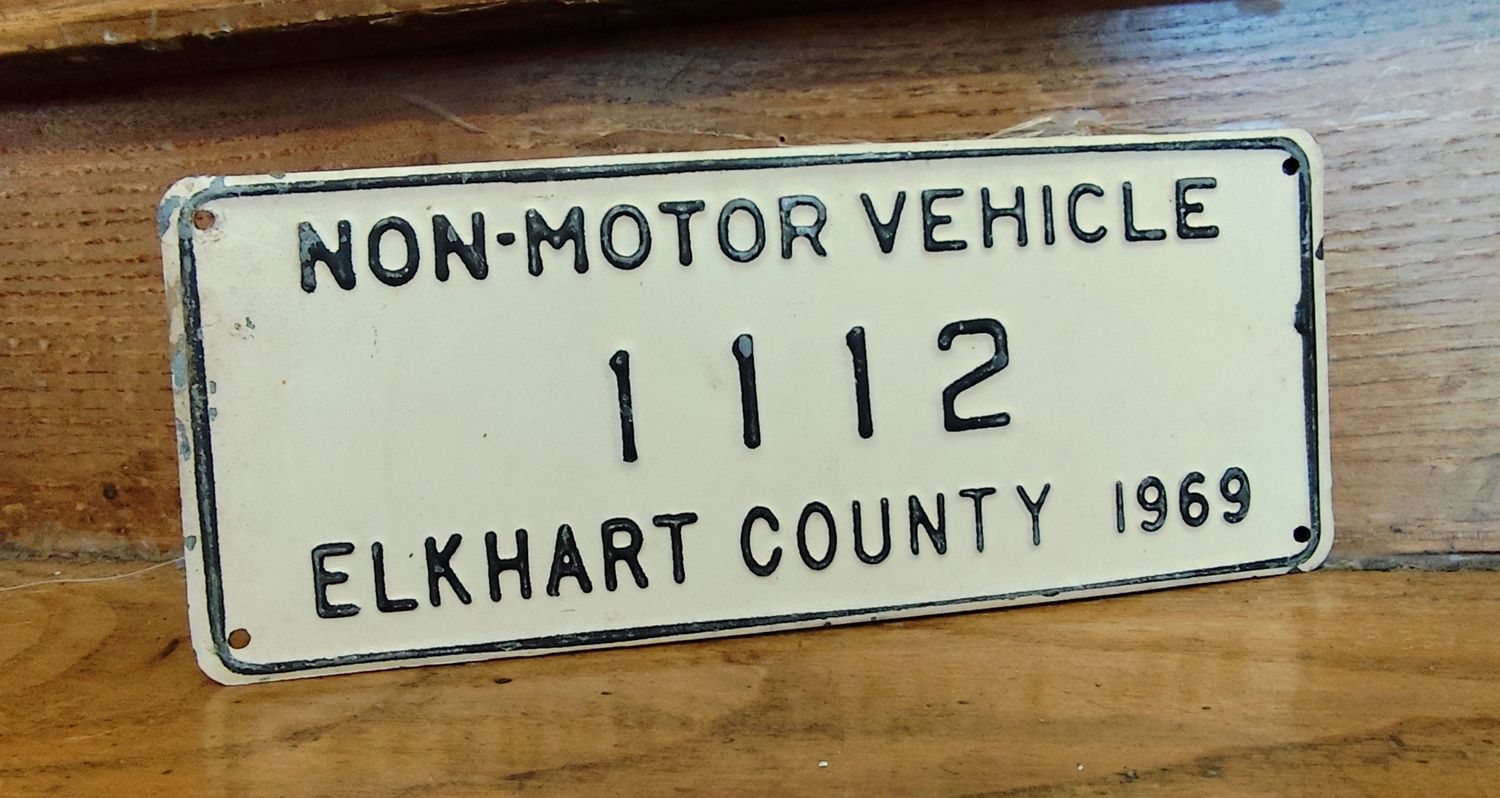 NON-MOTOR VEHICLE
1112
ELKHART COUNTY 1969